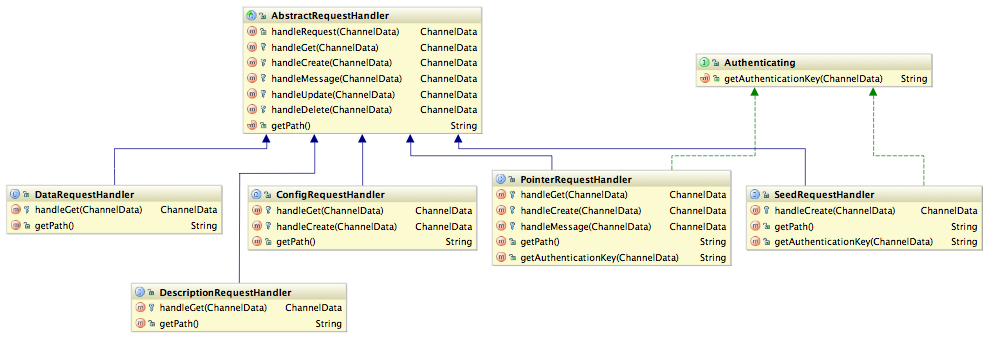 AbstractRequestHandler
handleRequest(ChannelData) ChannelData
handleGet(ChannelData) ChannelData
handleCreate(ChannelData) ChannelData
handleMessage(ChannelData) ChannelData
handleUpdate(ChannelData) ChannelData
handleDelete(ChannelData) ChannelData
getPath() String
Authenticating
getAuthenticationKey(ChannelData) String
DataRequestHandler
handleGet(ChannelData) ChannelData
getPath() String
ConfigRequestHandler
handleGet(ChannelData) ChannelData
handleCreate(ChannelData) ChannelData
getPath() String
PointerRequestHandler
handleGet(ChannelData) ChannelData
handleCreate(ChannelData) ChannelData
handleMessage(ChannelData) ChannelData
getPath() String
getAuthenticationKey(ChannelData) String
SeedRequestHandler
handleCreate(ChannelData) ChannelData
getPath() String
getAuthenticationKey(ChannelData) String
DescriptionRequestHandler
handleGet(ChannelData) ChannelData
getPath() String